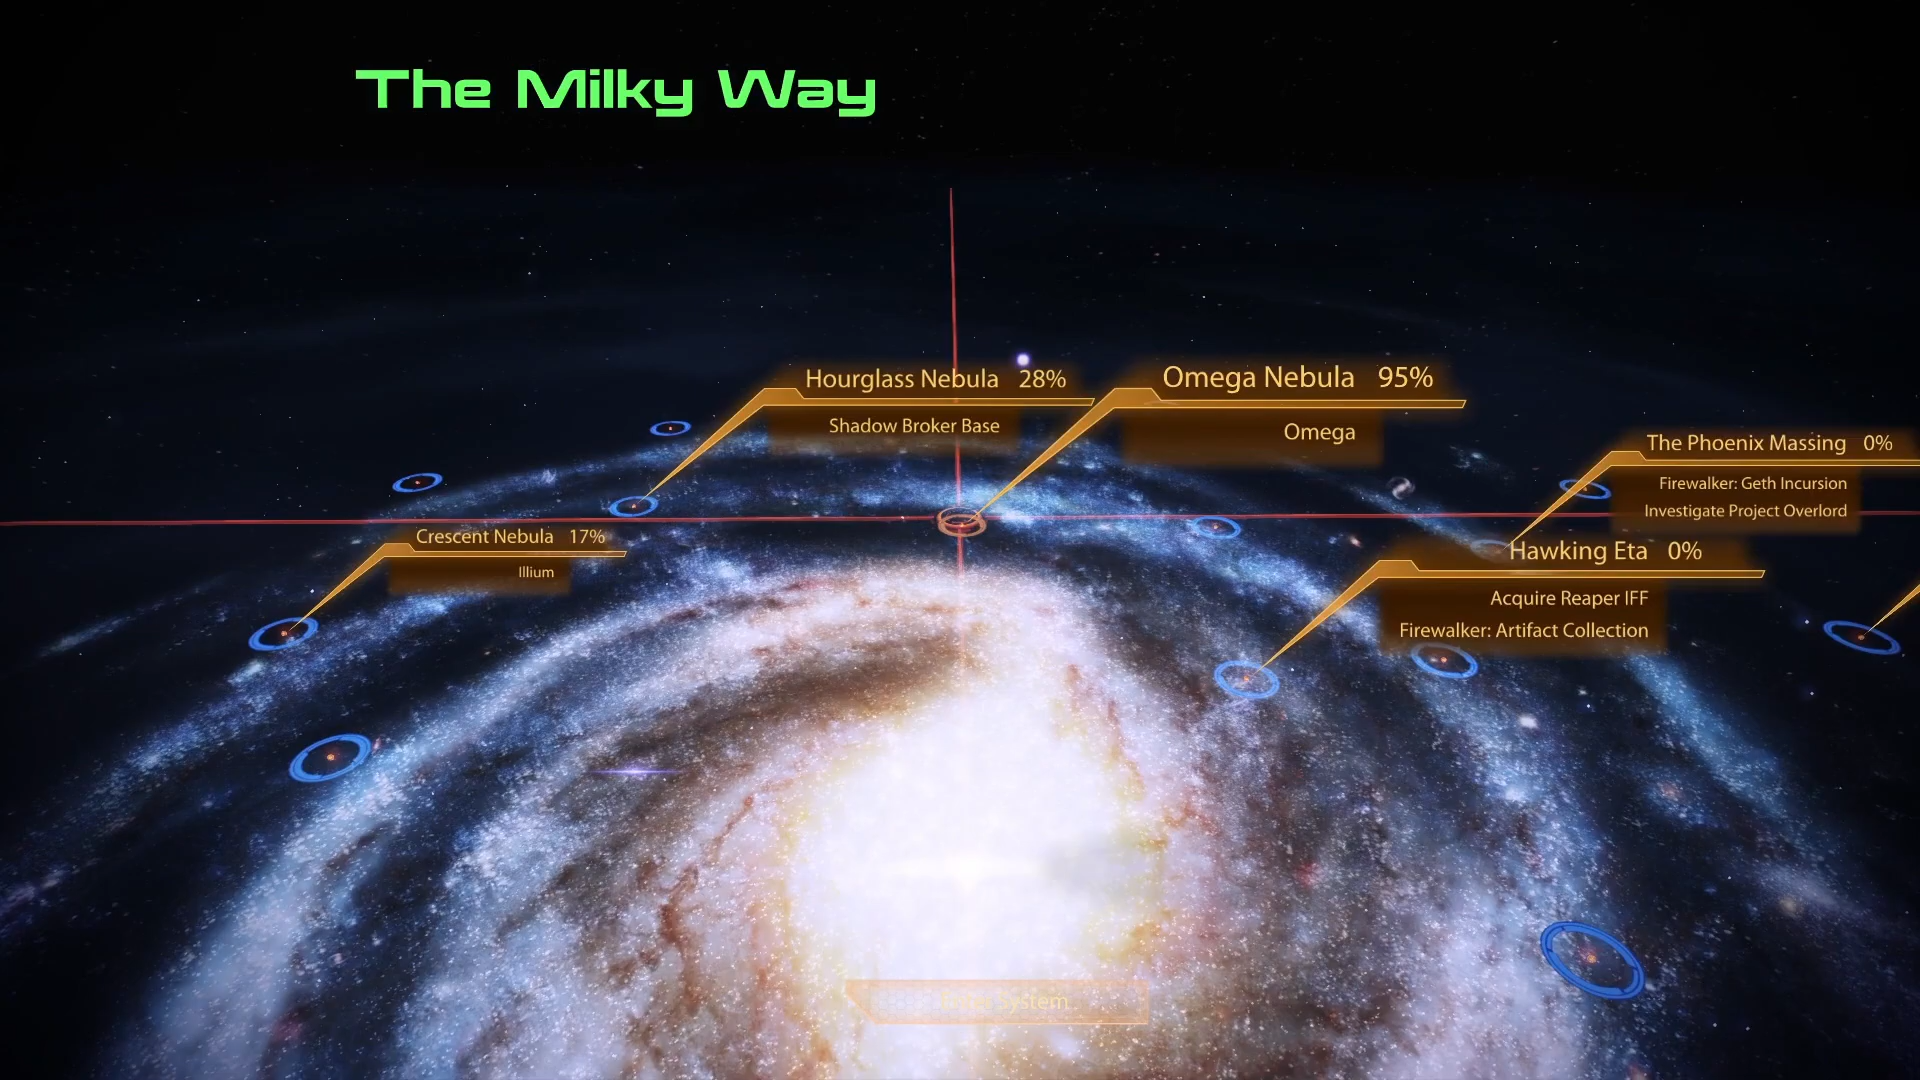 The Milky Way
Hourglass Nebula 28%
Shadow Broker Base
Omega Nebula 95%
Omega
The Phoenix Massing 0%
Firewalker: Geth Incursion
Investigate Project Overlord
Crescent Nebula 17%
Illium
Hawking Eta 0%
Acquire Reaper IFF
Firewalker: Artifact Collection
System